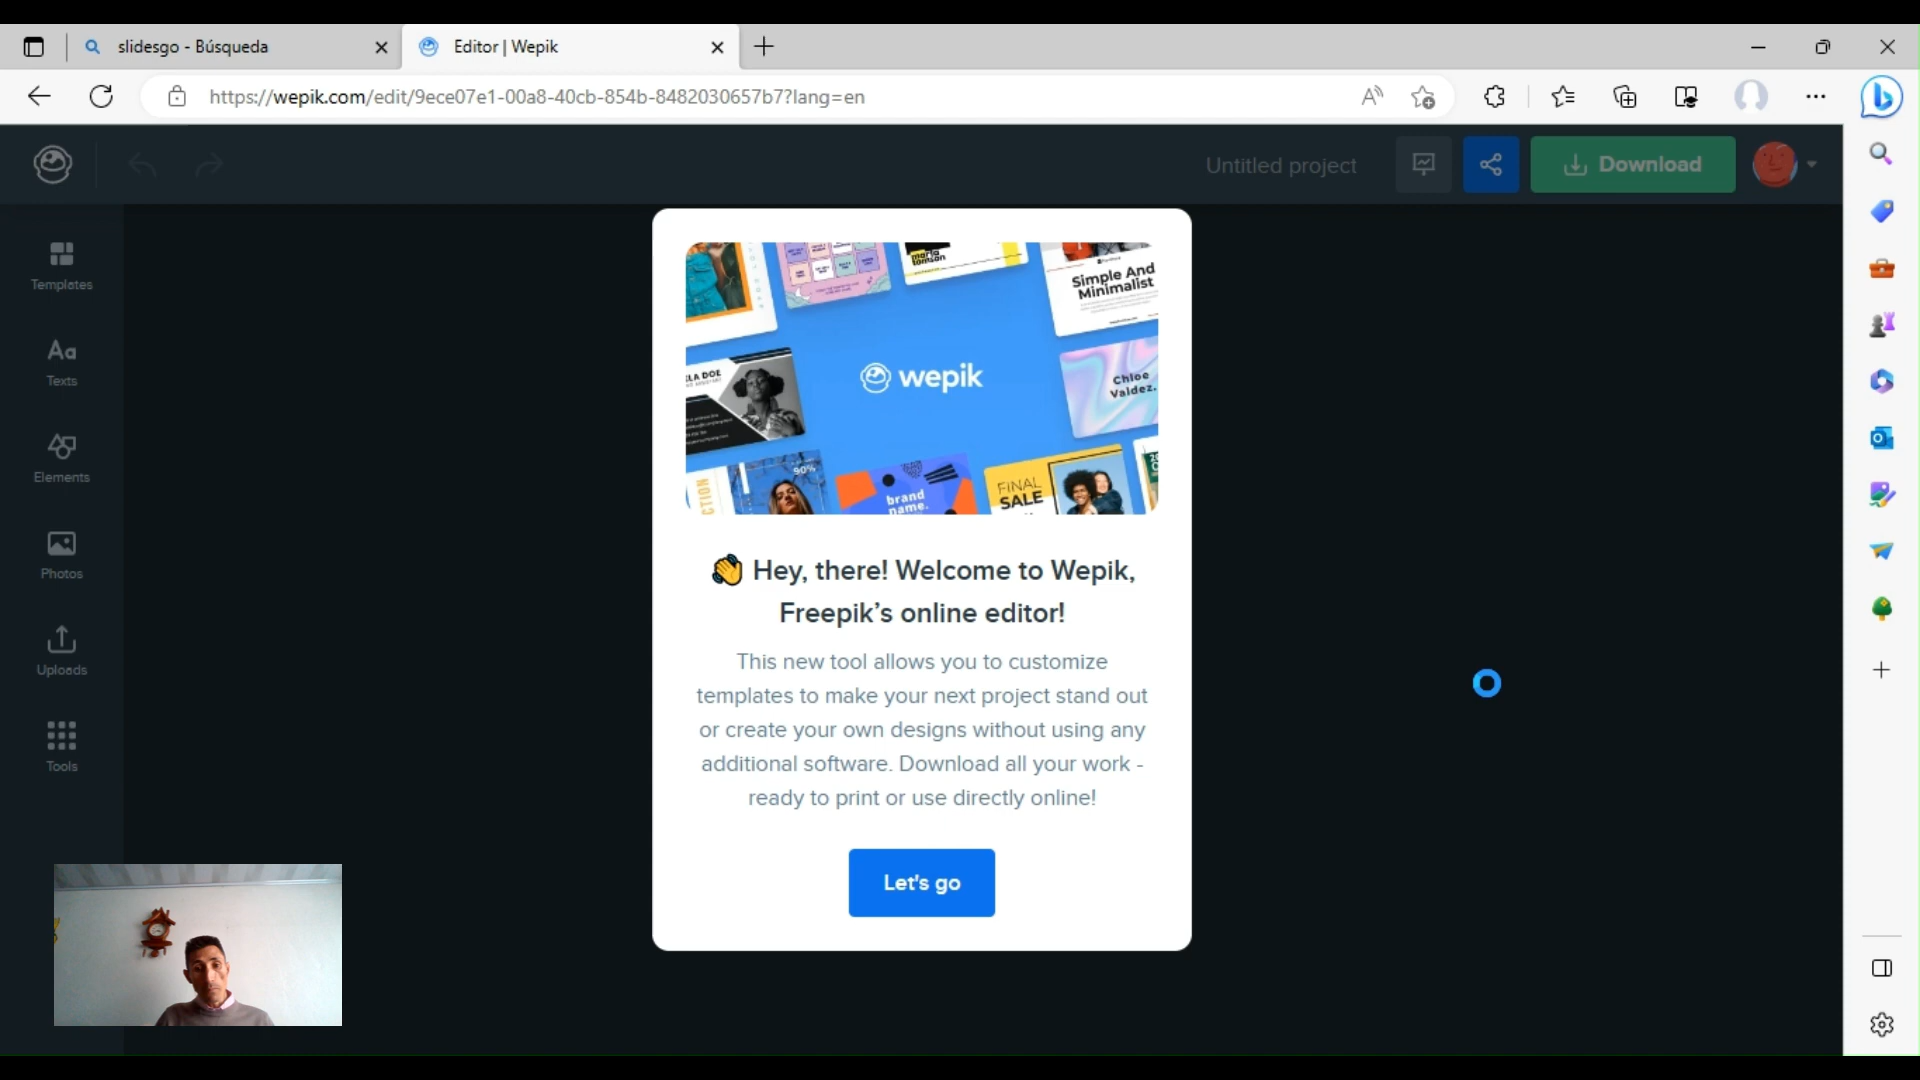 slidesgo - Búsqueda
Editor | Wepik
https://wepik.com/edit/9ece07e1-00a8-40cb-854b-8482030657b7?lang=en
Untitled project
Download
Templates
Texts
Elements
Photos
Uploads
Tools
Simple And
Minimalist
wepik
LA DOE
Chloe
Valdez.
90%
CTION
brand
name.
FINAL
SALE
👋 Hey, there! Welcome to Wepik,
Freepik’s online editor!
This new tool allows you to customize
templates to make your next project stand out
or create your own designs without using any
additional software. Download all your work -
ready to print or use directly online!
Let's go